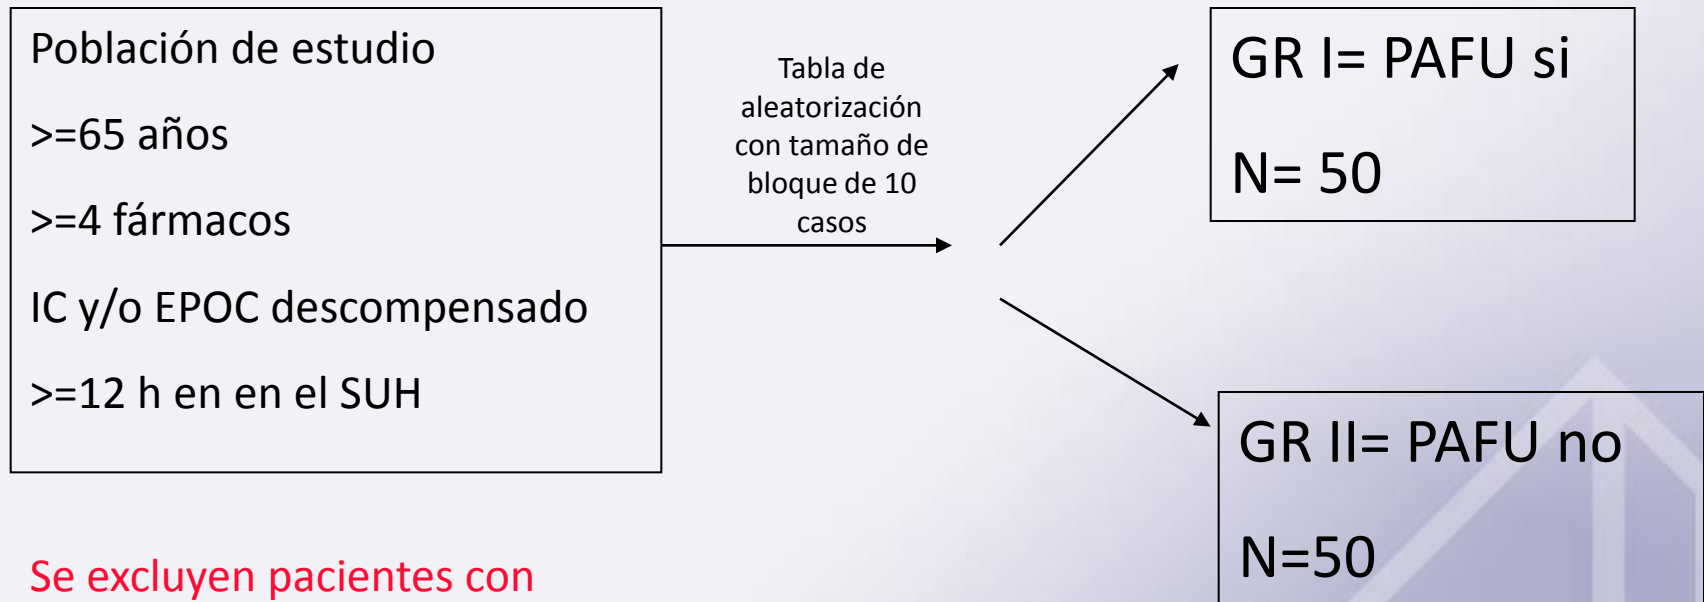 Población de estudio
>=65 años
>=4 fármacos
IC y/o EPOC descompensado
>=12 h en en el SUH
Tabla de
aleatorización
con tamaño de
bloque de 10
casos
GR I= PAFU si
N= 50
GR II= PAFU no
N=50
Se excluyen pacientes con